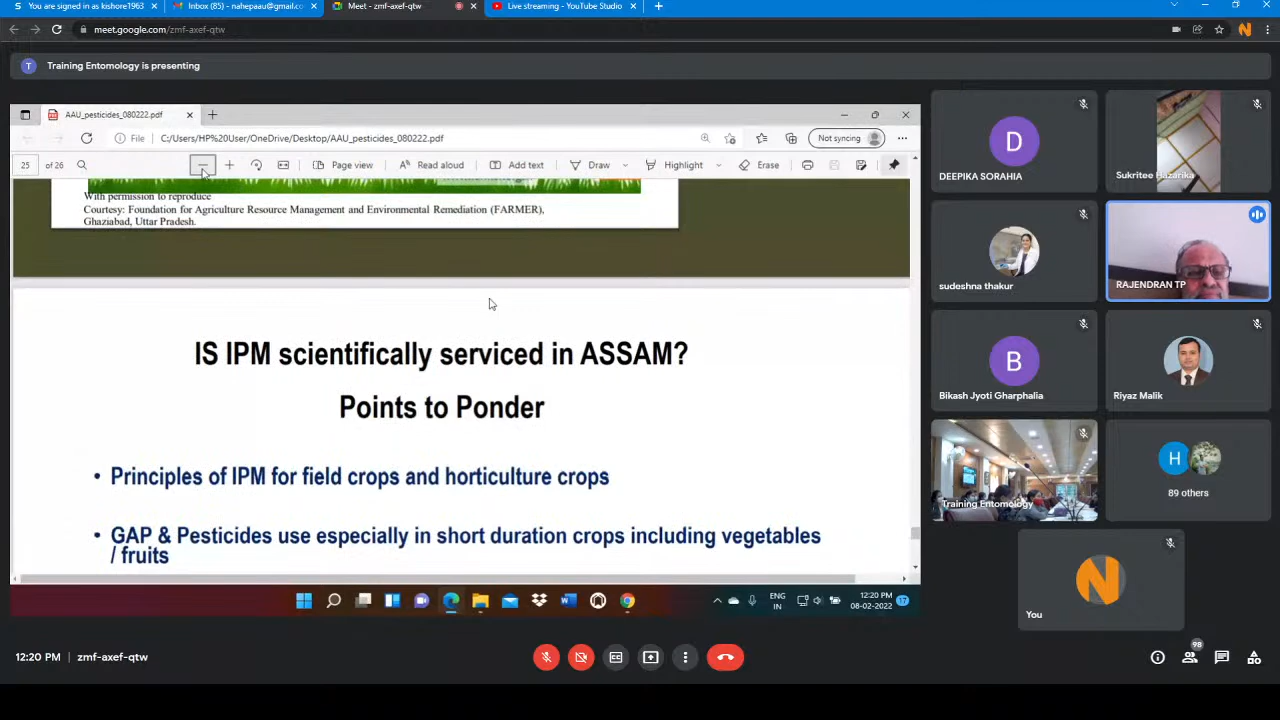 You are signed in as kishore1963
Inbox (85) - nahepaau@gmail.co
Meet - zmf-axef-qtw
Live streaming - YouTube Studio
meet.google.com/zmf-axef-qtw
T
Training Entomology is presenting
AAU_pesticides_080222.pdf
File
C:/Users/HP%20User/OneDrive/Desktop/AAU_pesticides_080222.pdf
Not syncing
25 of 26
Page view
Read aloud
Add text
Draw
Highlight
Erase
With permission to reproduce
Courtesy: Foundation for Agriculture Resource Management and Environmental Remediation (FARMER),
Ghaziabad, Uttar Pradesh.
IS IPM scientifically serviced in ASSAM?
Points to Ponder
• Principles of IPM for field crops and horticulture crops
• GAP & Pesticides use especially in short duration crops including vegetables
/ fruits
ENG
IN
12:20 PM
08-02-2022
17
D
DEEPIKA SORAHIA
Sukritee Hazarika
sudeshna thakur
RAJENDRAN TP
B
Bikash Jyoti Gharphalia
Riyaz Malik
Training Entomology
H
89 others
N
You
12:20 PM | zmf-axef-qtw
98